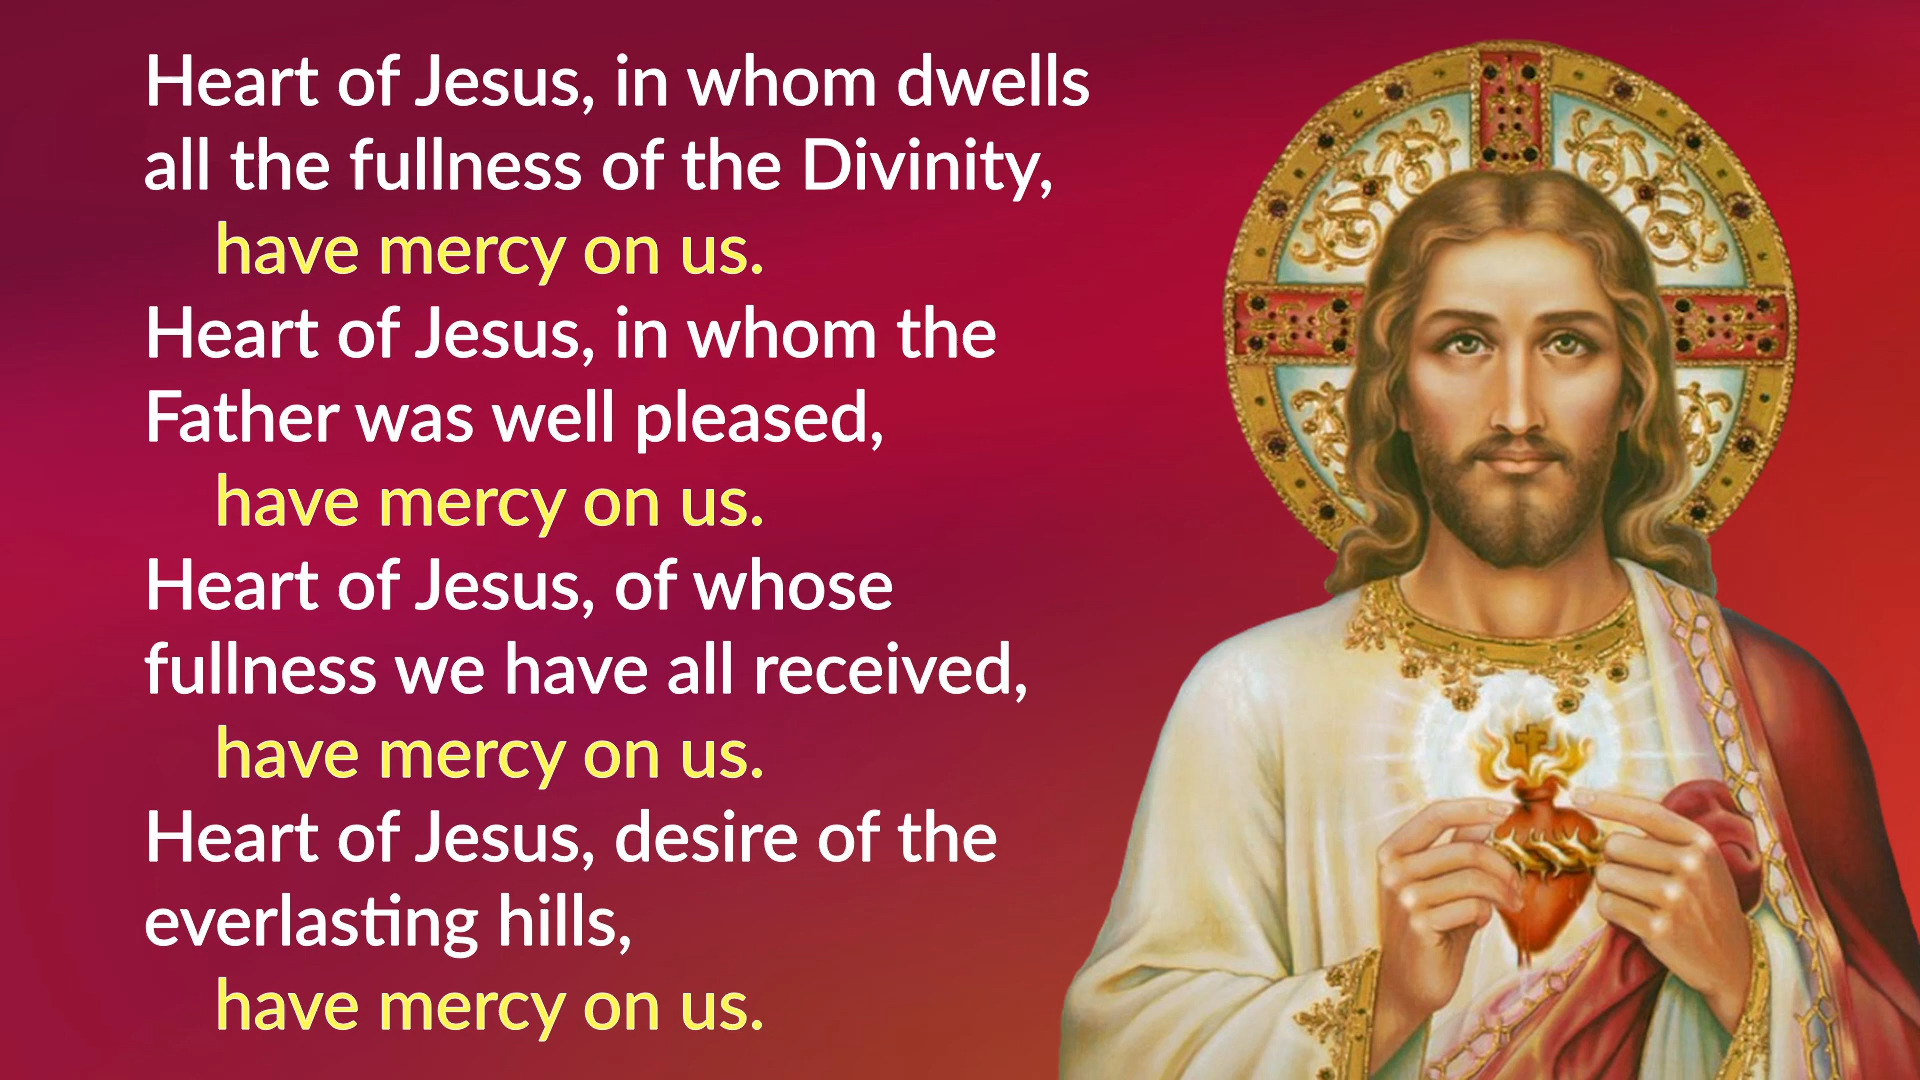 Heart of Jesus, in whom dwells
all the fullness of the Divinity,
have mercy on us.
Heart of Jesus, in whom the
Father was well pleased,
have mercy on us.
Heart of Jesus, of whose
fullness we have all received,
have mercy on us.
Heart of Jesus, desire of the
everlasting hills,
have mercy on us.